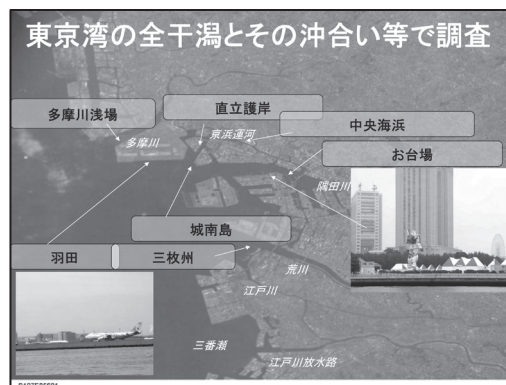 東京湾の全干潟とその沖合い等で調査
多摩川浅場
直立護岸
中央海浜
お台場
多摩川
京浜運河
隅田川
城南島
羽田
三枚州
荒川
江戸川
三番瀬
江戸川放水路